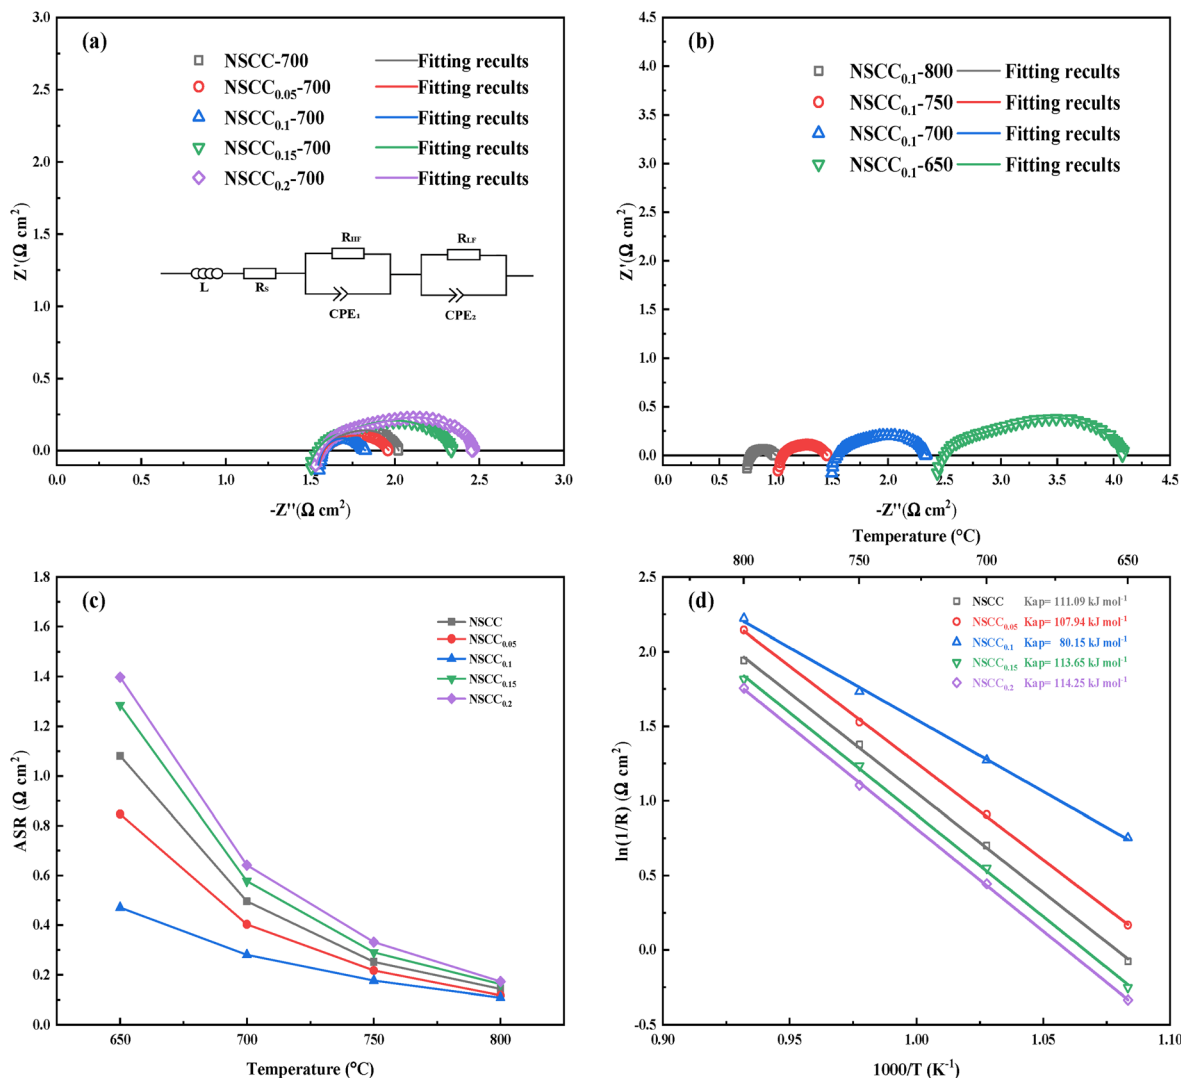 (a)
3.0
2.5
2.0
1.5
1.0
0.5
0.0
Z'(Ω cm²)
NSCC-700 Fitting recults
NSCC₀.₀₅-700 Fitting recults
NSCC₀.₁-700 Fitting recults
NSCC₀.₁₅-700 Fitting recults
NSCC₀.₂-700 Fitting recults
L
Rs
R_HF
CPE₁
R_LF
CPE₂
0.0 0.5 1.0 1.5 2.0 2.5 3.0
-Z''(Ω cm²)
(b)
4.5
4.0
3.5
3.0
2.5
2.0
1.5
1.0
0.5
0.0
Z'(Ω cm²)
NSCC₀.₁-800 Fitting recults
NSCC₀.₁-750 Fitting recults
NSCC₀.₁-700 Fitting recults
NSCC₀.₁-650 Fitting recults
0.0 0.5 1.0 1.5 2.0 2.5 3.0 3.5 4.0 4.5
-Z''(Ω cm²)
(c)
1.8
1.6
1.4
1.2
1.0
0.8
0.6
0.4
0.2
0.0
ASR (Ω cm²)
NSCC
NSCC₀.₀₅
NSCC₀.₁
NSCC₀.₁₅
NSCC₀.₂
650 700 750 800
Temperature (°C)
Temperature (°C)
800 750 700 650
(d)
2.5
2.0
1.5
1.0
0.5
0.0
-0.5
ln(1/R) (Ω cm²)
NSCC Kap= 111.09 kJ mol⁻¹
NSCC₀.₀₅ Kap= 107.94 kJ mol⁻¹
NSCC₀.₁ Kap= 80.15 kJ mol⁻¹
NSCC₀.₁₅ Kap= 113.65 kJ mol⁻¹
NSCC₀.₂ Kap= 114.25 kJ mol⁻¹
0.90 0.95 1.00 1.05 1.10
1000/T (K⁻¹)